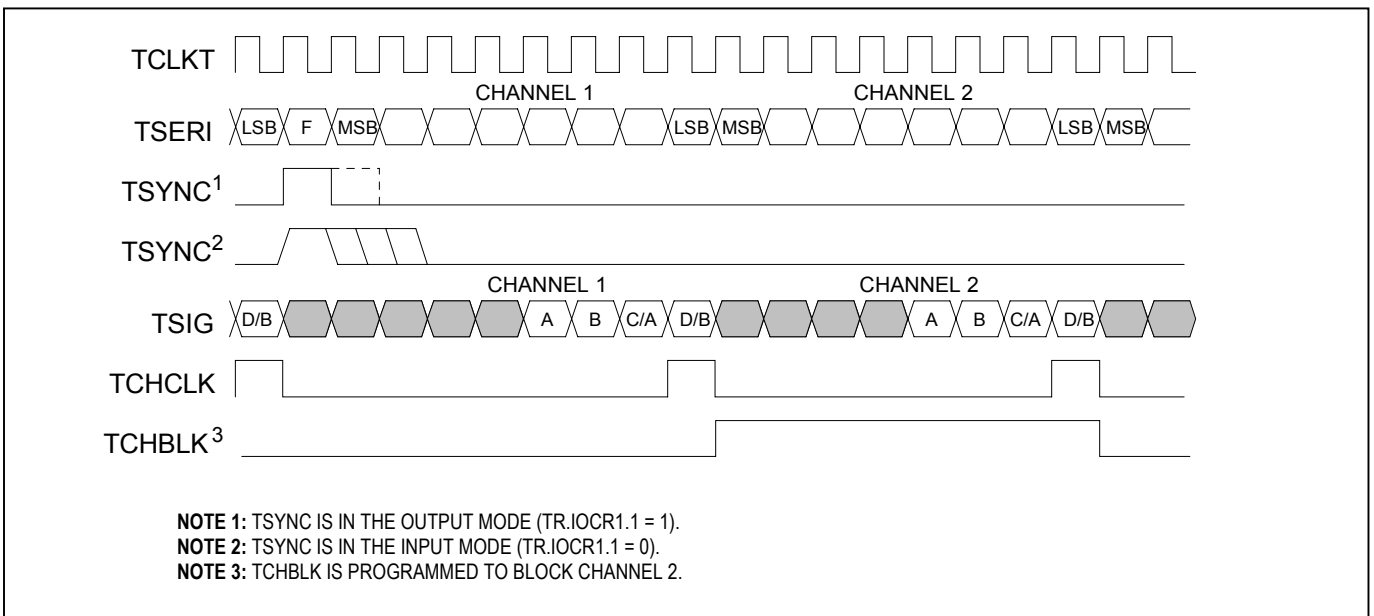 TCLKT
CHANNEL 1 CHANNEL 2
TSERI LSB F MSB LSB MSB LSB MSB
TSYNC1
TSYNC2
CHANNEL 1 CHANNEL 2
TSIG D/B A B C/A D/B A B C/A D/B
TCHCLK
TCHBLK3
NOTE 1: TSYNC IS IN THE OUTPUT MODE (TR.IOCR1.1 = 1).
NOTE 2: TSYNC IS IN THE INPUT MODE (TR.IOCR1.1 = 0).
NOTE 3: TCHBLK IS PROGRAMMED TO BLOCK CHANNEL 2.